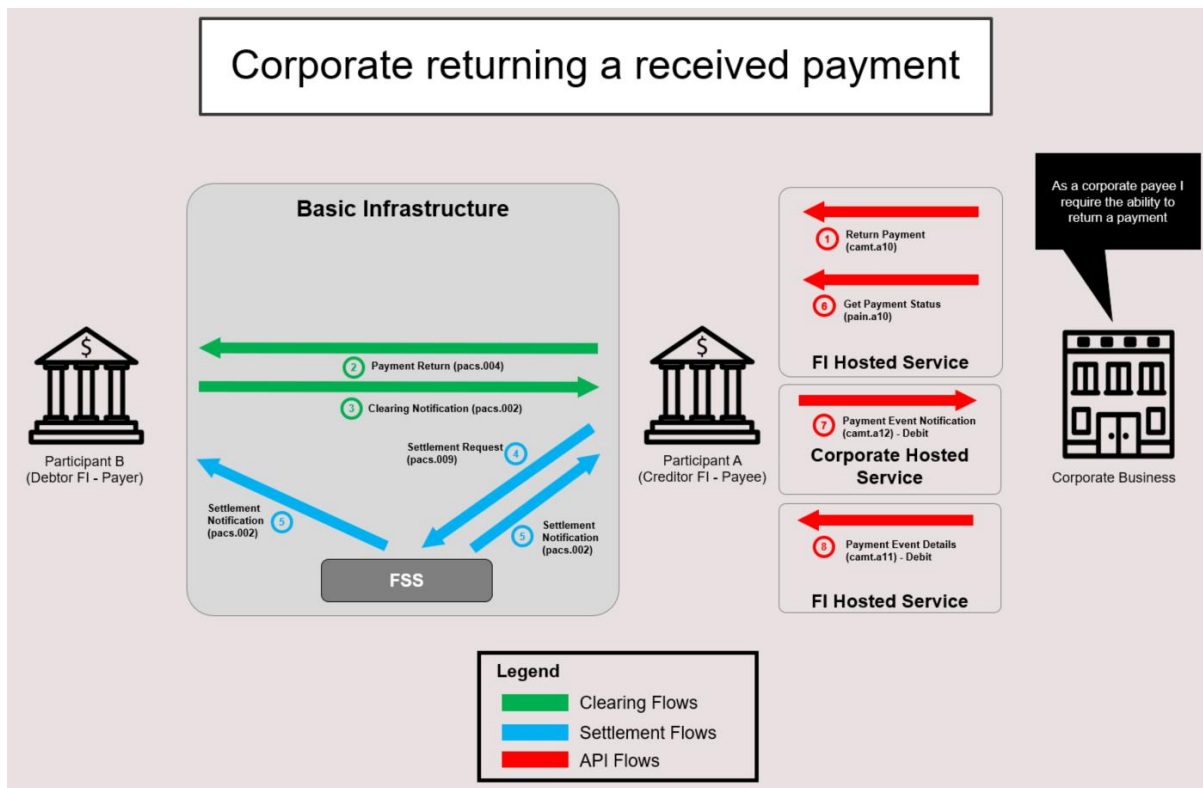 Corporate returning a received payment
As a corporate payee I
require the ability to
return a payment
Basic Infrastructure
1
Return Payment
(camt.a10)
6
Get Payment Status
(pain.a10)
FI Hosted Service
$
$
2
Payment Return (pacs.004)
3
Clearing Notification (pacs.002)
7
Payment Event Notification
(camt.a12) - Debit
Corporate Hosted
Service
Settlement Request
(pacs.009)
4
Participant B
(Debtor FI - Payer)
Participant A
(Creditor FI - Payee)
Corporate Business
Settlement
Notification
(pacs.002)
5
5
Settlement
Notification
(pacs.002)
8
Payment Event Details
(camt.a11) - Debit
FSS
FI Hosted Service
Legend
Clearing Flows
Settlement Flows
API Flows